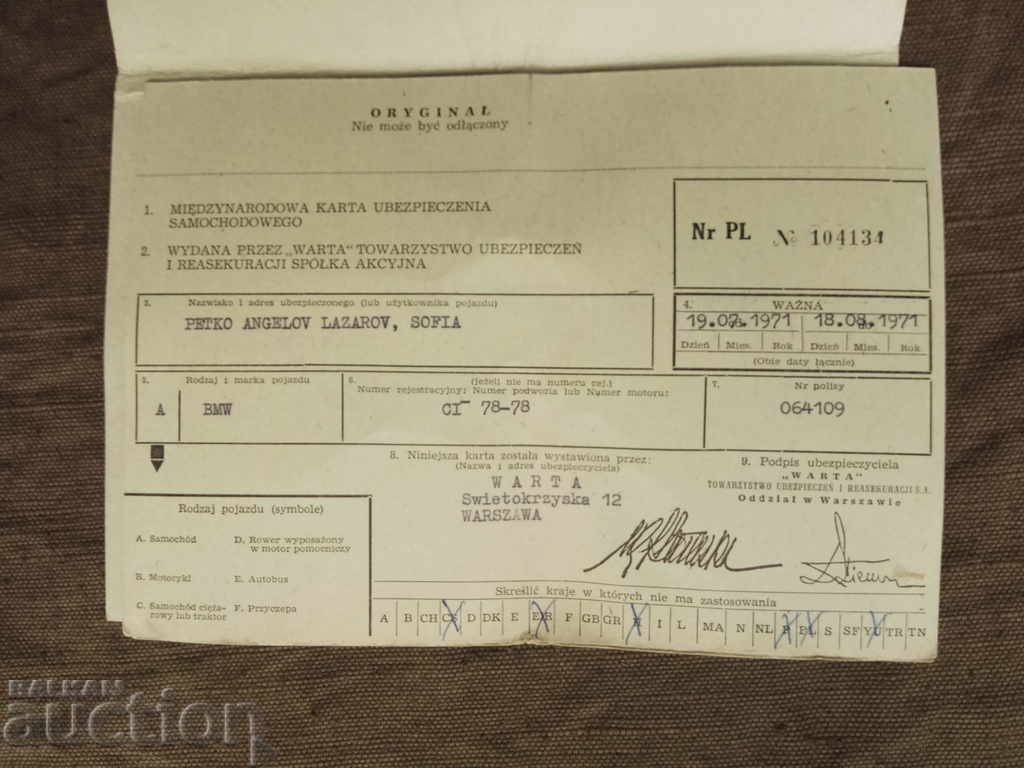 ORYGINAŁ
Nie może być odłączony
1. MIĘDZYNARODOWA KARTA UBEZPIECZENIA
SAMOCHODOWEGO
2. WYDANA PRZEZ „WARTA" TOWARZYSTWO UBEZPIECZEŃ
I REASEKURACJI SPÓŁKA AKCYJNA
Nr PL № 104134
3. Nazwisko i adres ubezpieczonego (lub użytkownika pojazdu)
PETKO ANGELOV LAZAROV, SOFIA
4. WAŻNA
19.07.1971 18.08.1971
Dzień Mies. Rok Dzień Mies. Rok
(Obie daty łącznie)
5. Rodzaj i marka pojazdu
A BMW
6. (jeżeli nie ma numeru rej.)
Numer rejestracyjny: Numer podwozia lub Numer motoru:
CI 78-78
7. Nr polisy
064109
8. Niniejsza karta została wystawiona przez:
(Nazwa i adres ubezpieczyciela)
WARTA
Swietokrzyska 12
WARSZAWA
9. Podpis ubezpieczyciela
„WARTA"
TOWARZYSTWO UBEZPIECZEŃ I REASEKURACJI S.A.
Oddział w Warszawie
Rodzaj pojazdu (symbole)
A. Samochód D. Rower wyposażony
w motor pomocniczy
B. Motocykl E. Autobus
C. Samochód cięża- F. Przyczepa
rowy lub traktor
Skreślić kraje w których nie ma zastosowania
A B CH CS D DK E ER F GB GR H I IL L MA N NL P PL S SF YU TR TN
BALKAN
auction